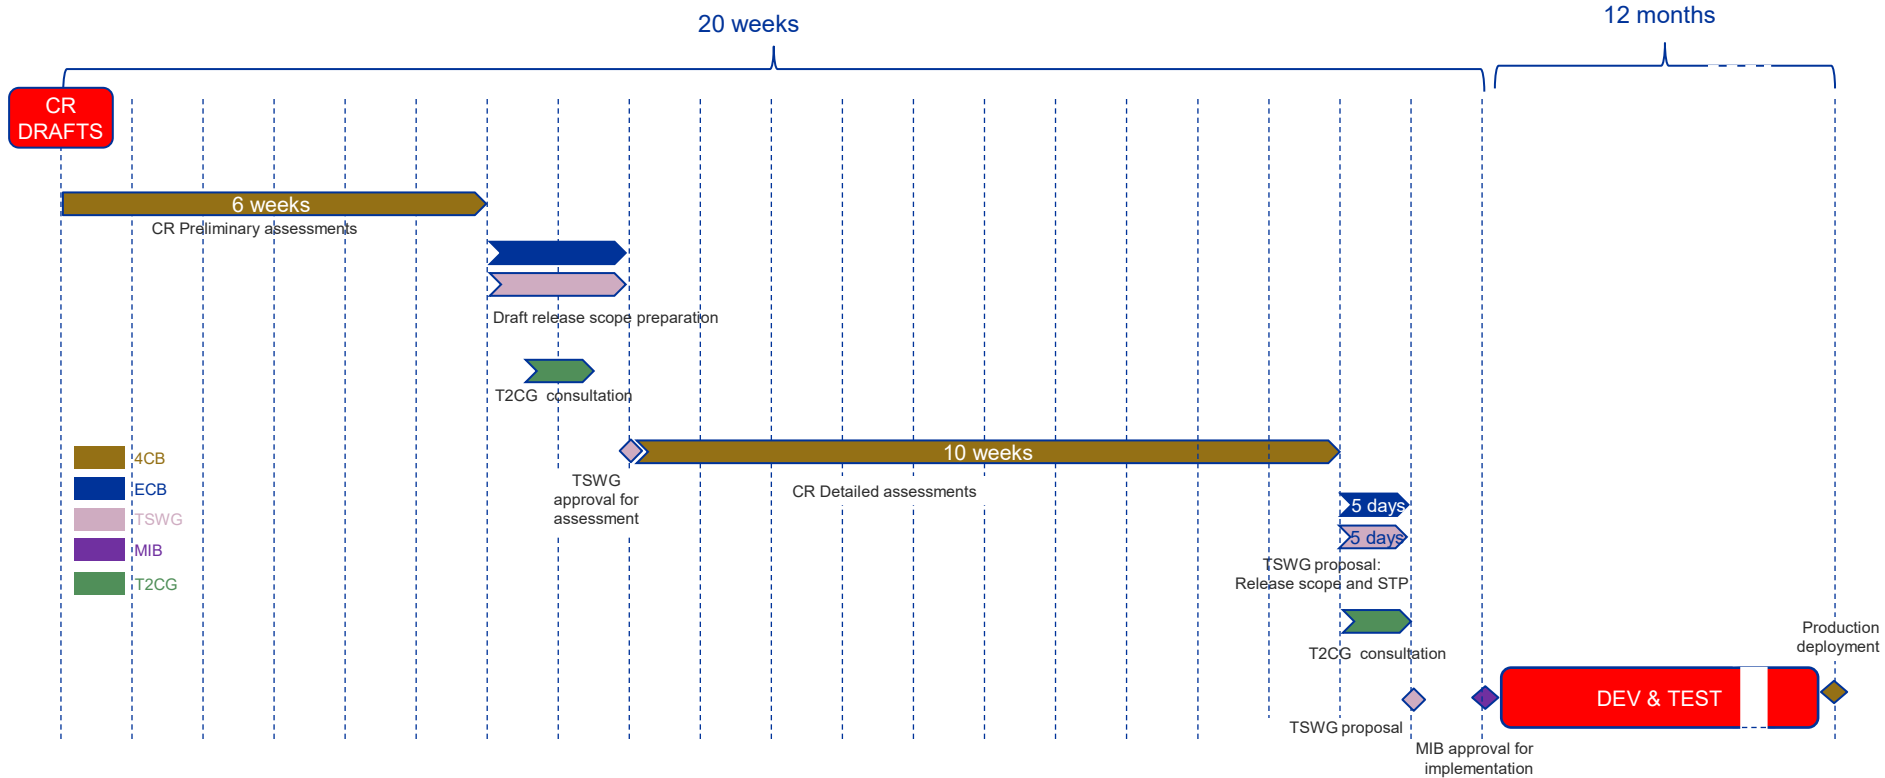 20 weeks
12 months
CR
DRAFTS
6 weeks
CR Preliminary assessments
Draft release scope preparation
T2CG consultation
10 weeks
TSWG
approval for
assessment
CR Detailed assessments
4CB
ECB
TSWG
MIB
T2CG
5 days
5 days
TSWG proposal:
Release scope and STP
T2CG consultation
TSWG proposal
MIB approval for
implementation
DEV & TEST
Production
deployment